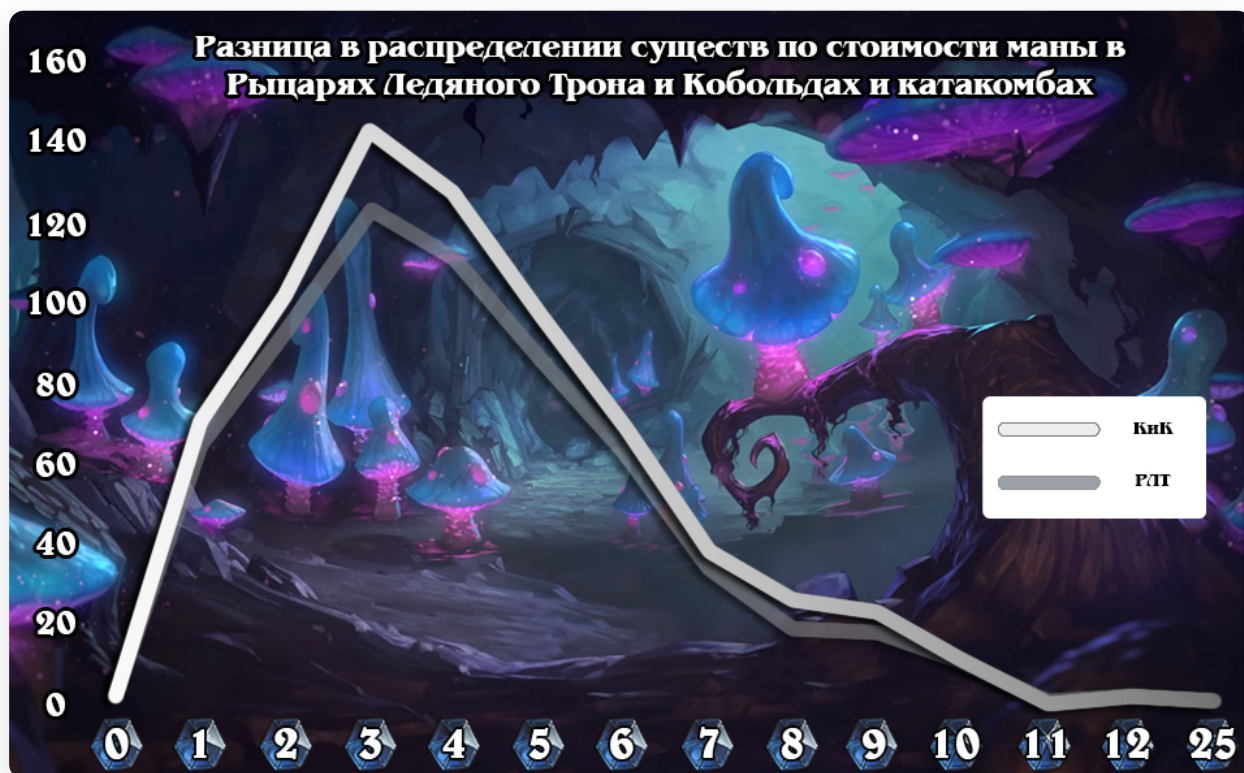 Разница в распределении существ по стоимости маны в
Рыцарях Ледяного Трона и Кобольдах и катакомбах
160
140
120
100
80
60
40
20
0
КиК
РЛТ
0 1 2 3 4 5 6 7 8 9 10 11 12 25